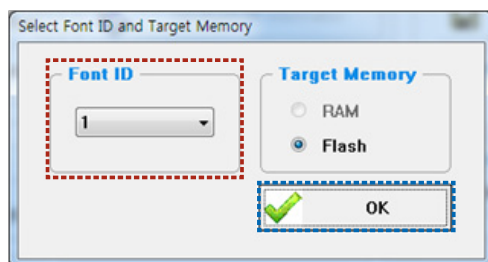 Select Font ID and Target Memory
Font ID
1
Target Memory
RAM
Flash
OK